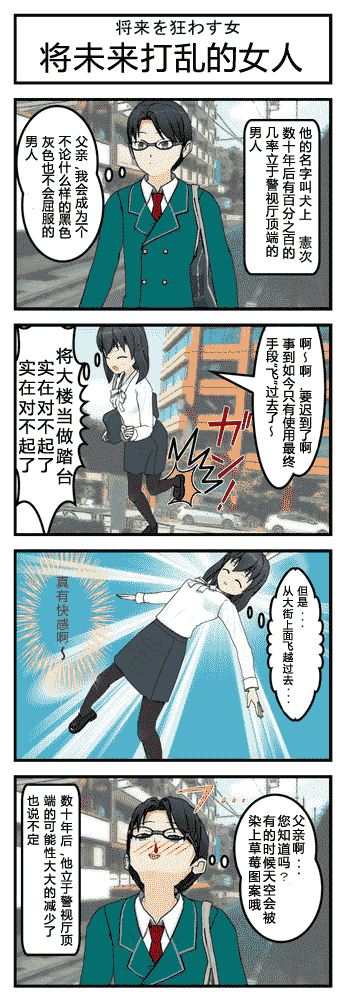 将来を狂わす女
将未来打乱的女人
他的名字叫犬上　憲次
数十年后有百分之百的
几率立于警视厅顶端的
男人
父亲，我会成为个
不论什么样的黑色
灰色也不会屈服的
男人
啊～啊，要迟到了啊
事到如今只有使用最终
手段“飞”过去了～
ガン！
将大楼当做踏台
实在对不起了
实在对不起了
但是...
从大街上面飞越过去...
真有快感啊～
父亲啊...
您知道吗？
有的时候天空会被
染上草莓图案哦
数十年后，他立于警视厅顶
端的可能性大大的减少了
也说不定